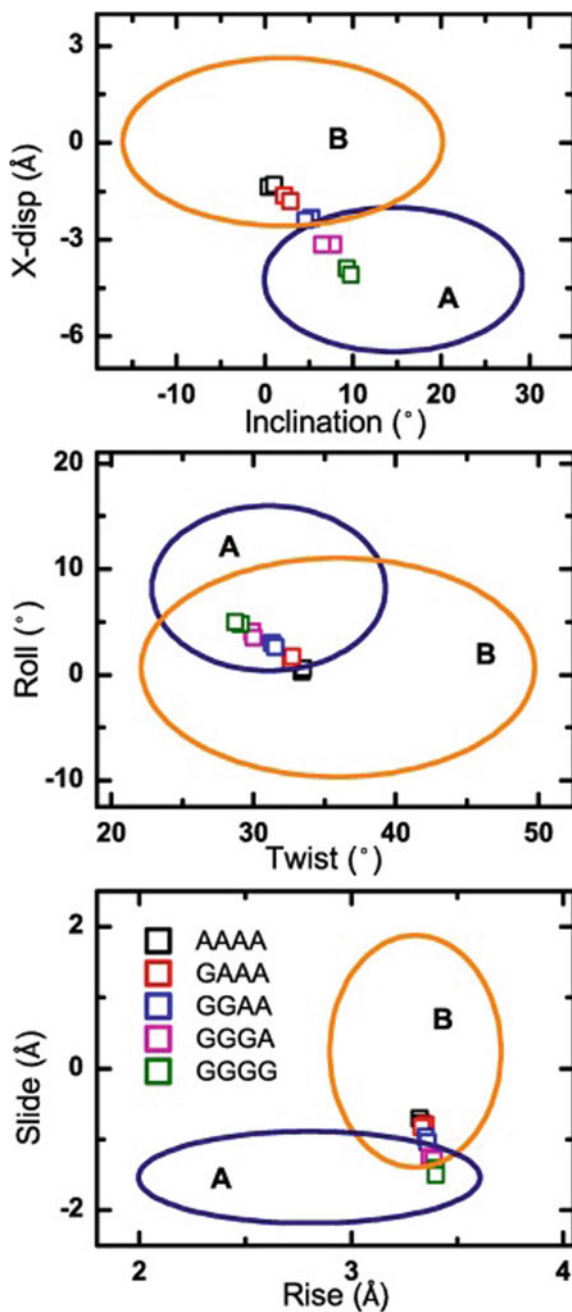 3
0
-3
-6
X-disp (Å)
B
A
-10 0 10 20 30
Inclination (°)
20
10
0
-10
Roll (°)
A
B
20 30 40 50
Twist (°)
2
0
-2
Slide (Å)
AAAA
GAAA
GGAA
GGGA
GGGG
B
A
2 3 4
Rise (Å)